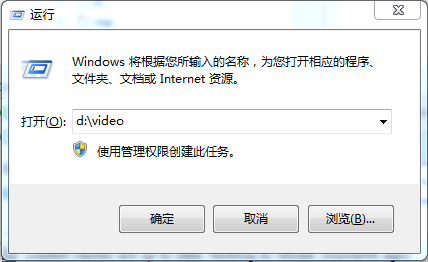 运行
Windows 将根据您所输入的名称，为您打开相应的程序、
文件夹、文档或 Internet 资源。
打开(O): d:\video
使用管理权限创建此任务。
确定 取消 浏览(B)...